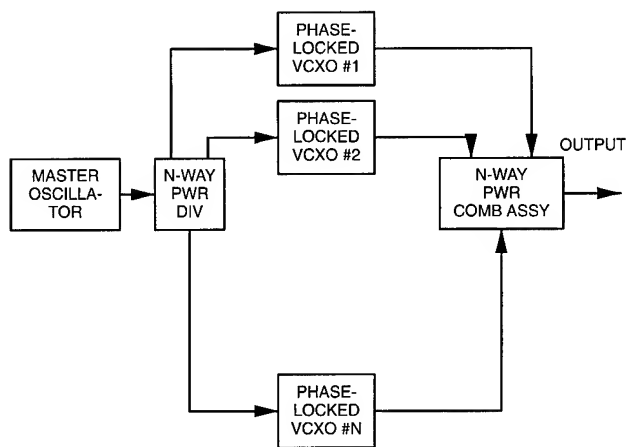 PHASE-
LOCKED
VCXO #1
PHASE-
LOCKED
VCXO #2
OUTPUT
MASTER
OSCILLA-
TOR
N-WAY
PWR
DIV
N-WAY
PWR
COMB ASSY
PHASE-
LOCKED
VCXO #N